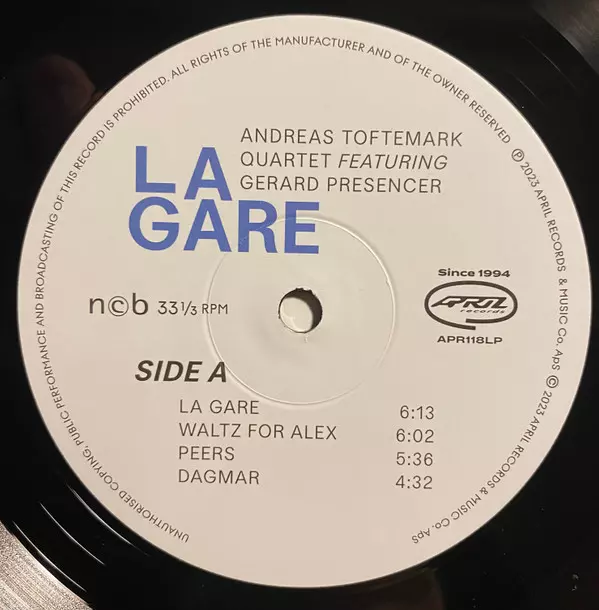 UNAUTHORISED COPYING, PUBLIC PERFORMANCE AND BROADCASTING OF THIS RECORD IS PROHIBITED. ALL RIGHTS OF THE MANUFACTURER AND OF THE OWNER RESERVED ℗ 2023 APRIL RECORDS & MUSIC Co. ApS © 2023 APRIL RECORDS & MUSIC Co. ApS
ANDREAS TOFTEMARK
QUARTET FEATURING
GERARD PRESENCER
LA
GARE
n©b 33 1/3 RPM
Since 1994
APRIL
records
APR118LP
SIDE A
LA GARE 6:13
WALTZ FOR ALEX 6:02
PEERS 5:36
DAGMAR 4:32